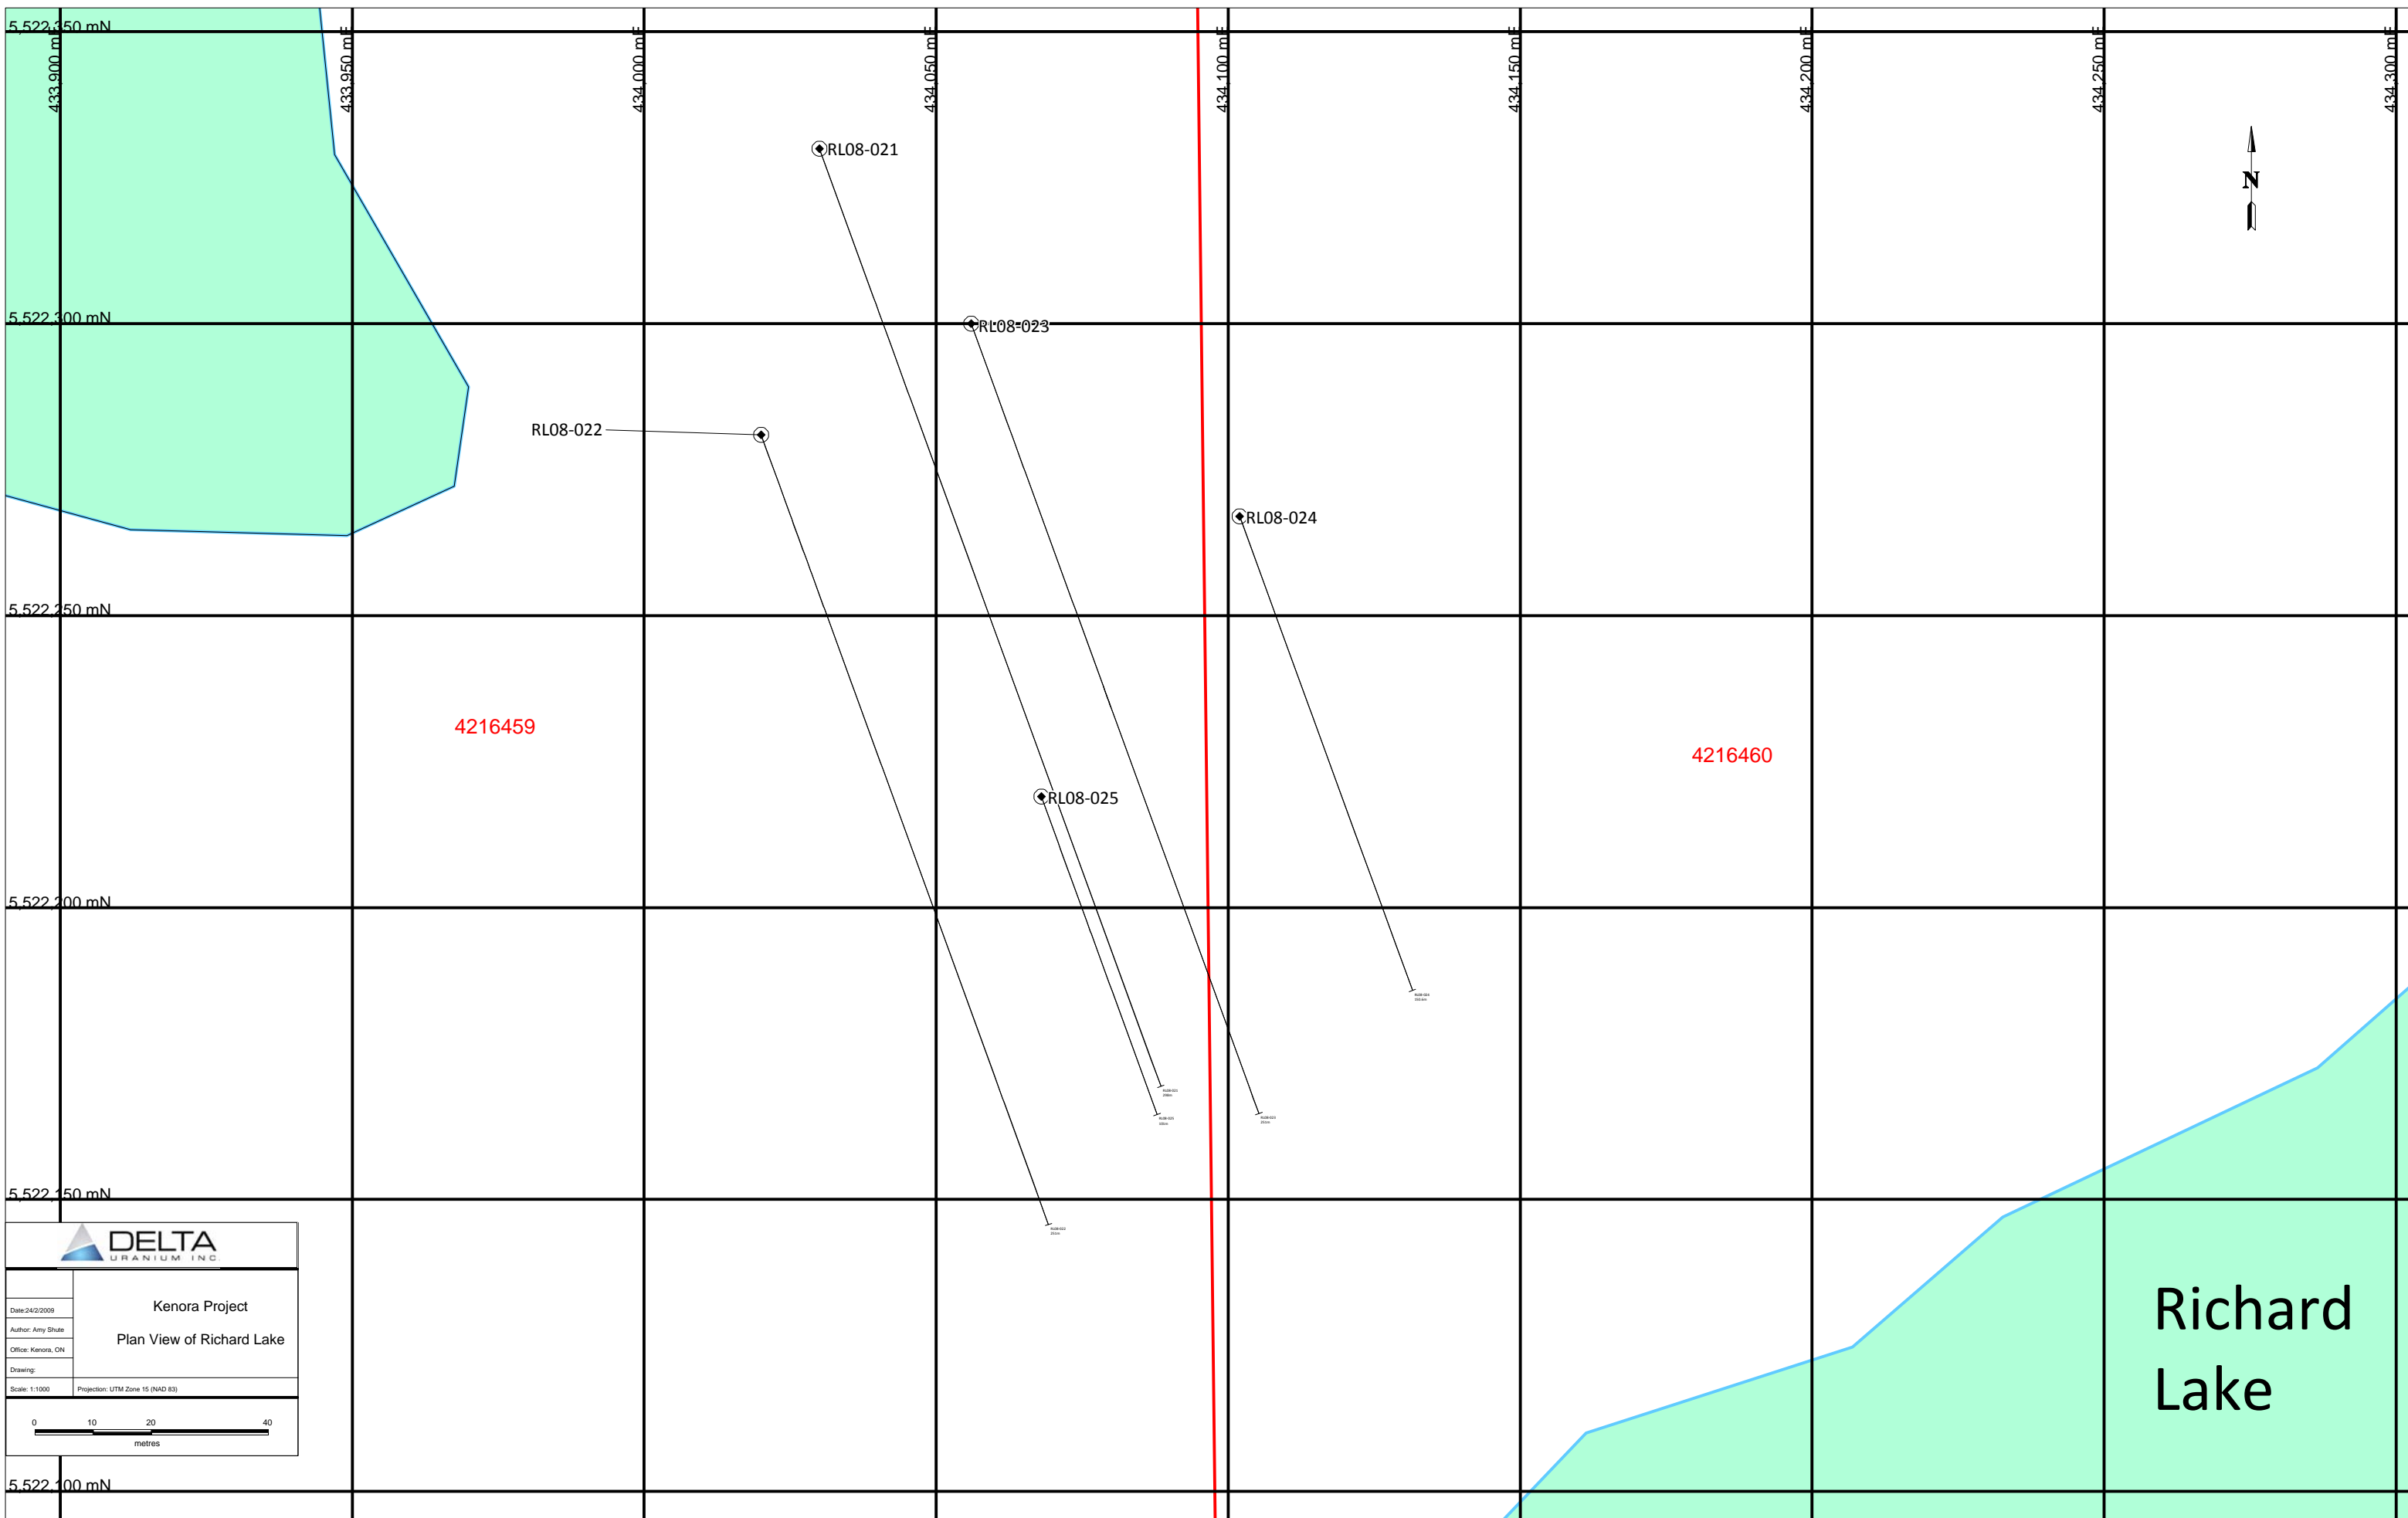 5,522,350 mN
433,900 mE
433,950 mE
434,000 mE
434,050 mE
434,100 mE
434,150 mE
434,200 mE
434,250 mE
434,300 mE
RL08-021
N
5,522,300 mN
RL08-023
RL08-022
RL08-024
5,522,250 mN
4216459
4216460
RL08-025
5,522,200 mN
RL08-024
5,522,150 mN
DELTA
URANIUM INC.
Kenora Project
Plan View of Richard Lake
Date:24/2/2009
Author: Amy Shute
Office: Kenora, ON
Drawing:
Scale: 1:1000
Projection: UTM Zone 15 (NAD 83)
0 10 20 40
metres
Richard
Lake
5,522,100 mN